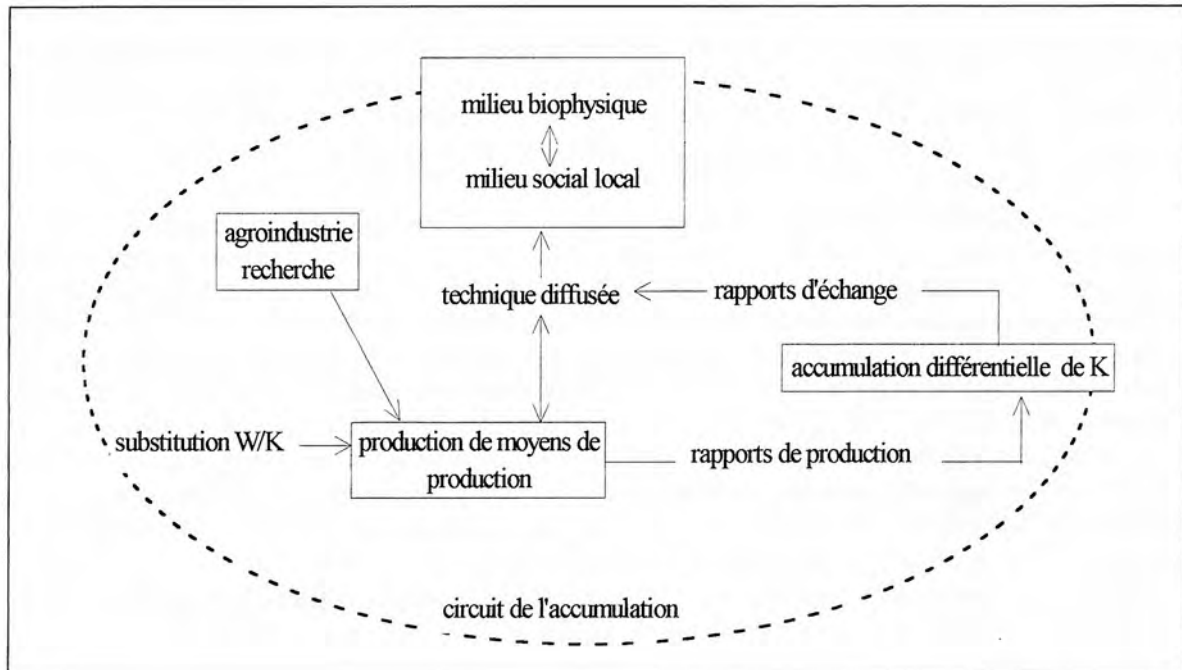 milieu biophysique
milieu social local
agroindustrie
recherche
technique diffusée
rapports d'échange
accumulation différentielle de K
substitution W/K
production de moyens de
production
rapports de production
circuit de l'accumulation